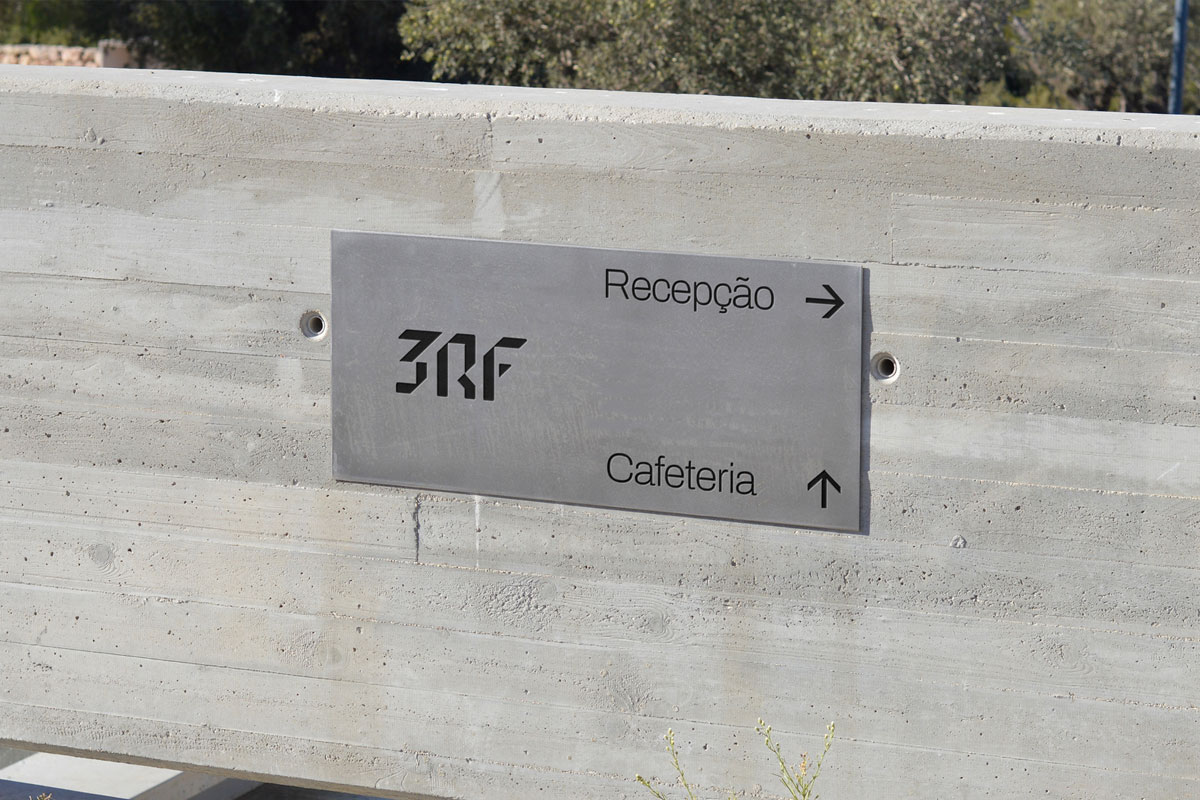 3RF
Recepção →
Cafeteria ↑